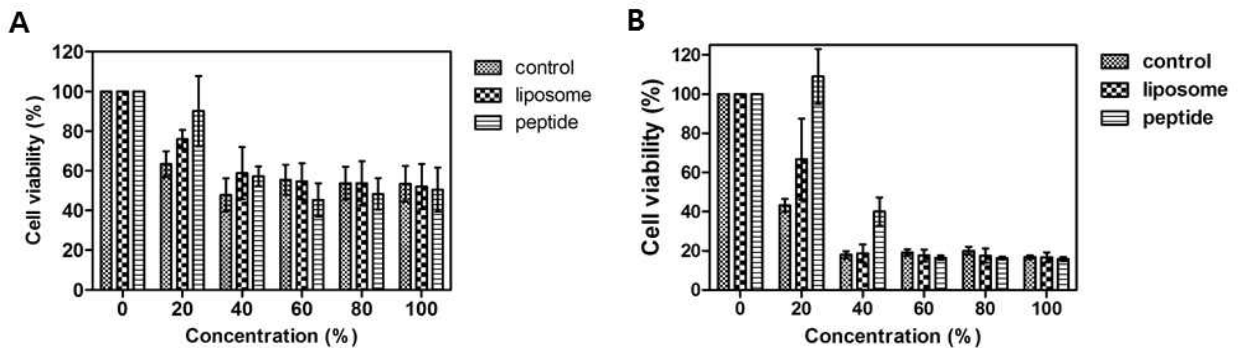 A
Cell viability (%)
120
100
80
60
40
20
0
0 20 40 60 80 100
Concentration (%)
control
liposome
peptide
B
Cell viability (%)
120
100
80
60
40
20
0
0 20 40 60 80 100
Concentration (%)
control
liposome
peptide